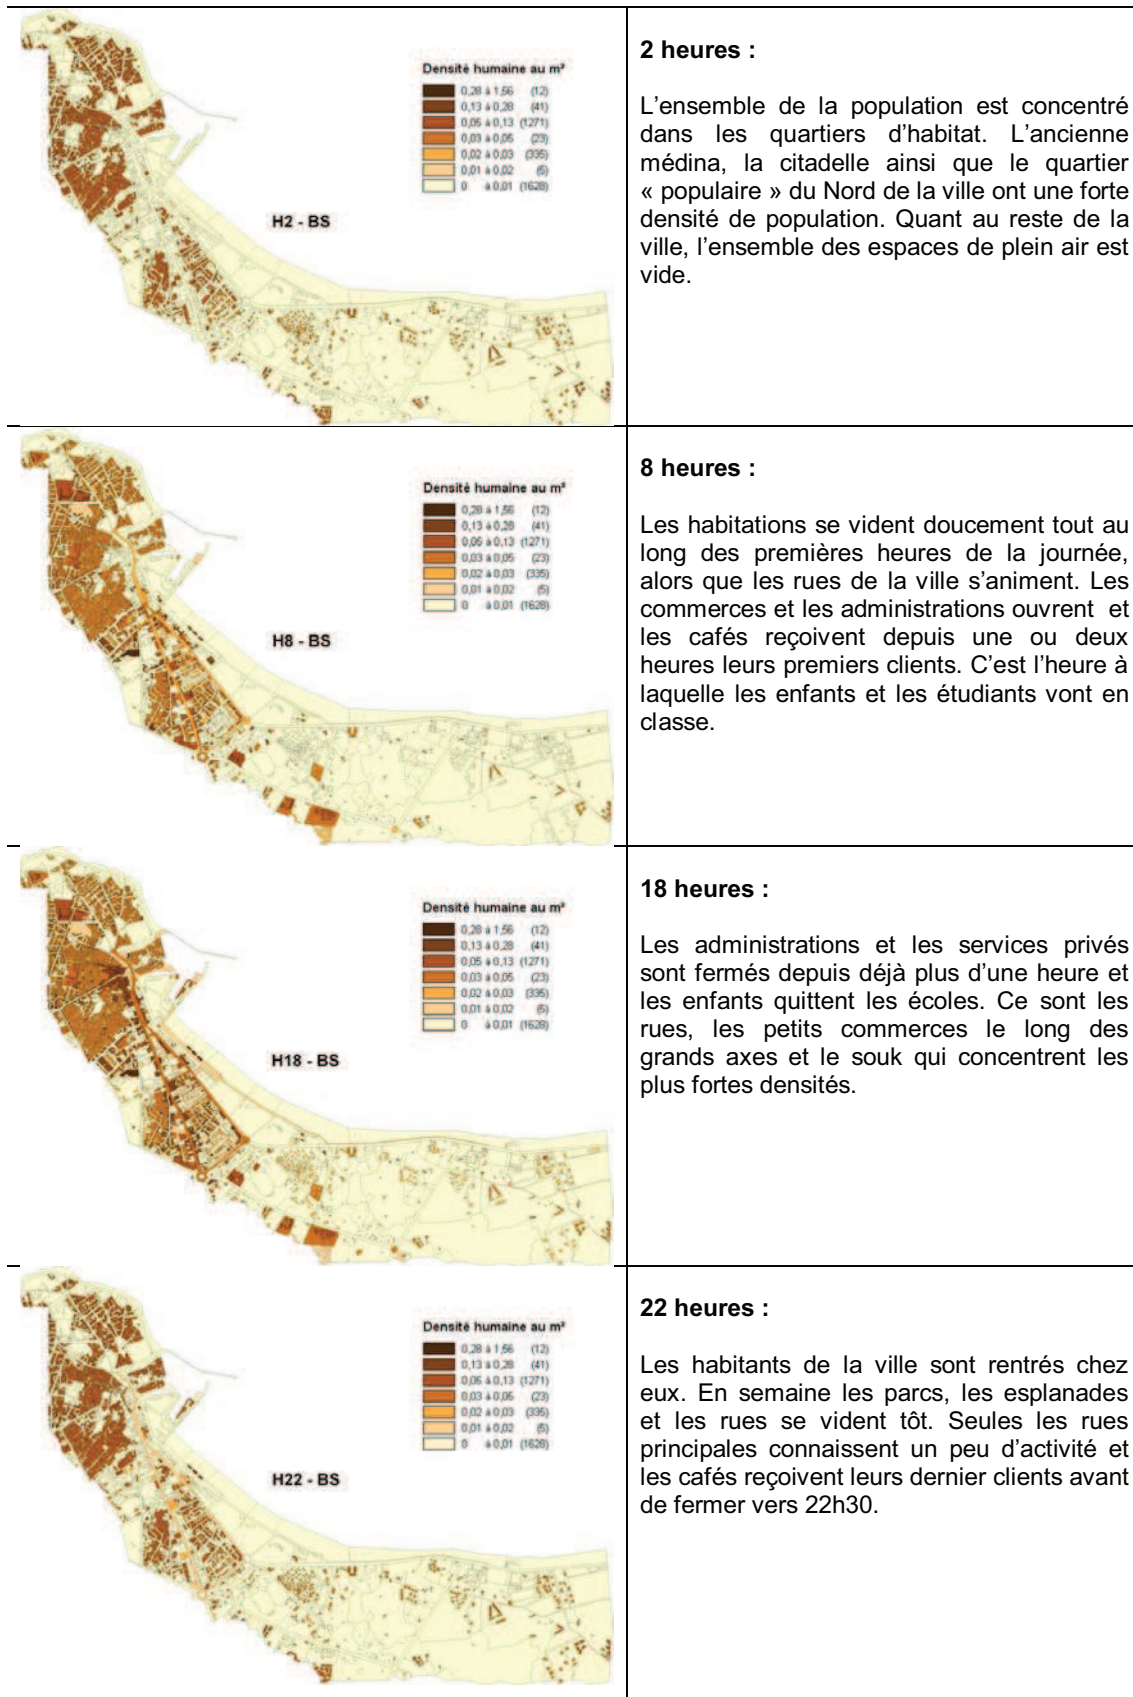 Densité humaine au m²
0,28 à 1,56 (12)
0,13 à 0,28 (41)
0,05 à 0,13 (1271)
0,03 à 0,05 (23)
0,02 à 0,03 (335)
0,01 à 0,02 (5)
0 à 0,01 (1628)
H2 - BS
2 heures :
L’ensemble de la population est concentré
dans les quartiers d’habitat. L’ancienne
médina, la citadelle ainsi que le quartier
« populaire » du Nord de la ville ont une forte
densité de population. Quant au reste de la
ville, l’ensemble des espaces de plein air est
vide.
Densité humaine au m²
0,28 à 1,56 (12)
0,13 à 0,28 (41)
0,05 à 0,13 (1271)
0,03 à 0,05 (23)
0,02 à 0,03 (335)
0,01 à 0,02 (5)
0 à 0,01 (1628)
H8 - BS
8 heures :
Les habitations se vident doucement tout au
long des premières heures de la journée,
alors que les rues de la ville s’animent. Les
commerces et les administrations ouvrent et
les cafés reçoivent depuis une ou deux
heures leurs premiers clients. C’est l’heure à
laquelle les enfants et les étudiants vont en
classe.
Densité humaine au m²
0,28 à 1,56 (12)
0,13 à 0,28 (41)
0,05 à 0,13 (1271)
0,03 à 0,05 (23)
0,02 à 0,03 (335)
0,01 à 0,02 (5)
0 à 0,01 (1628)
H18 - BS
18 heures :
Les administrations et les services privés
sont fermés depuis déjà plus d’une heure et
les enfants quittent les écoles. Ce sont les
rues, les petits commerces le long des
grands axes et le souk qui concentrent les
plus fortes densités.
Densité humaine au m²
0,28 à 1,56 (12)
0,13 à 0,28 (41)
0,05 à 0,13 (1271)
0,03 à 0,05 (23)
0,02 à 0,03 (335)
0,01 à 0,02 (5)
0 à 0,01 (1628)
H22 - BS
22 heures :
Les habitants de la ville sont rentrés chez
eux. En semaine les parcs, les esplanades
et les rues se vident tôt. Seules les rues
principales connaissent un peu d’activité et
les cafés reçoivent leurs dernier clients avant
de fermer vers 22h30.